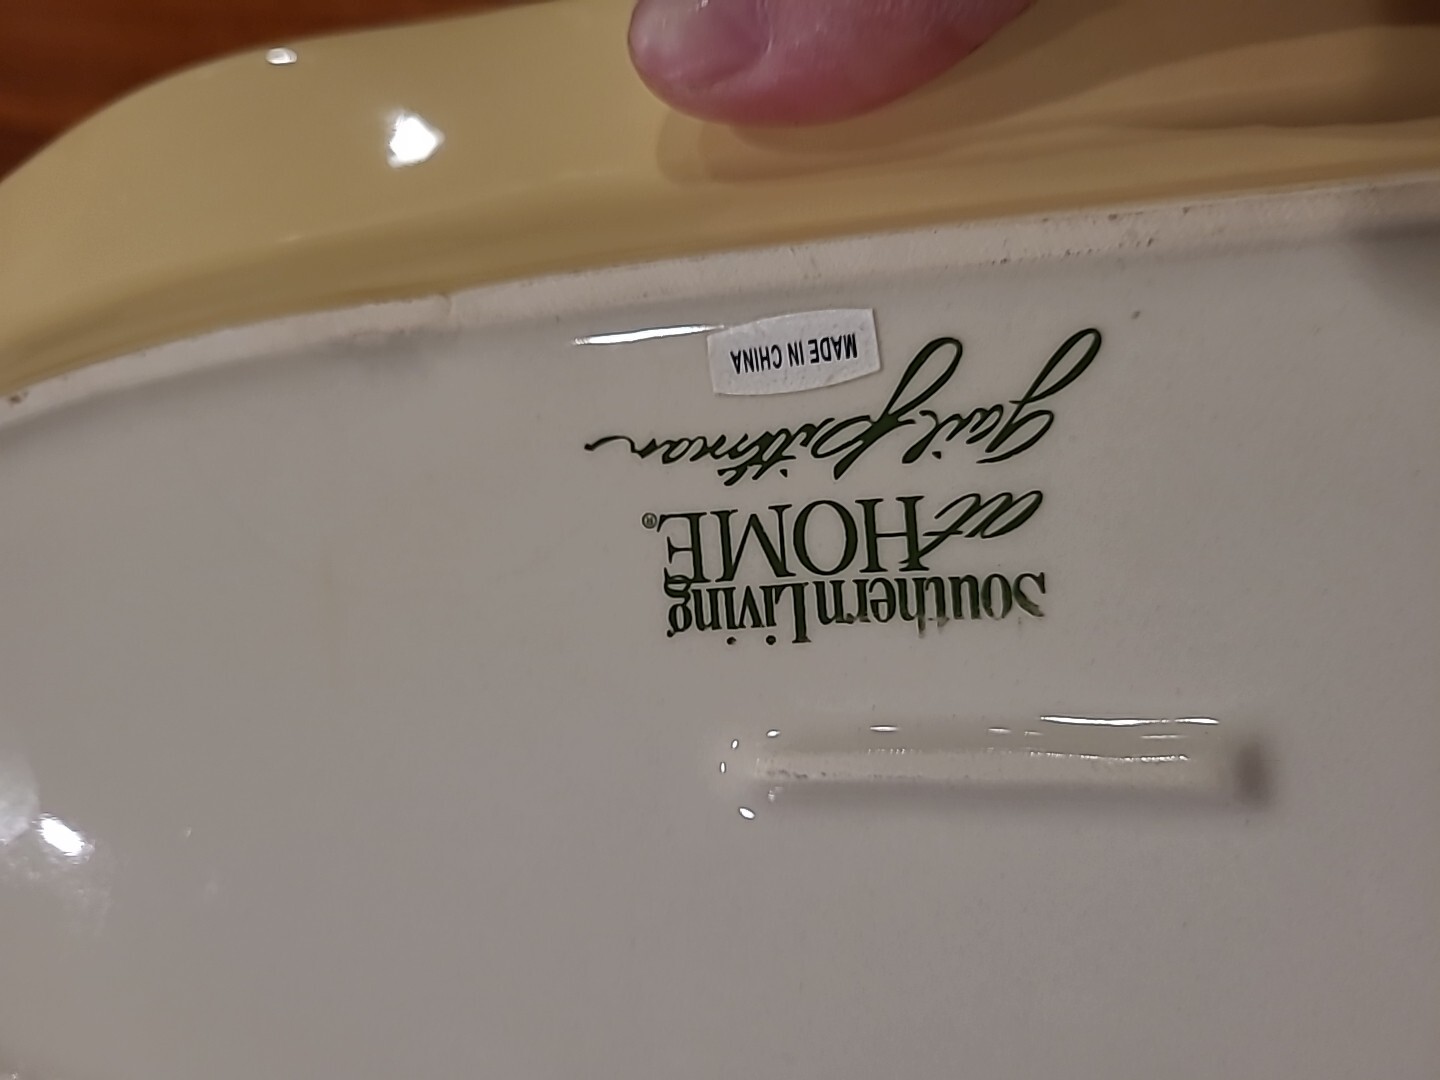 Southern Living
at HOME®
gail pittman
MADE IN CHINA